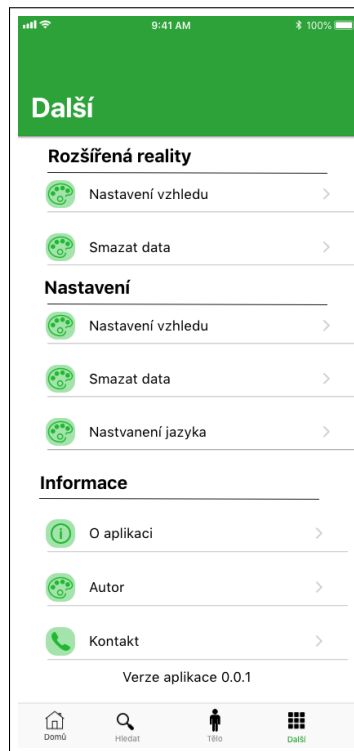 9:41 AM
100%
Další
Rozšířená reality
Nastavení vzhledu
Smazat data
Nastavení
Nastavení vzhledu
Smazat data
Nastvanení jazyka
Informace
O aplikaci
Autor
Kontakt
Verze aplikace 0.0.1
Domů Hledat Tělo Další